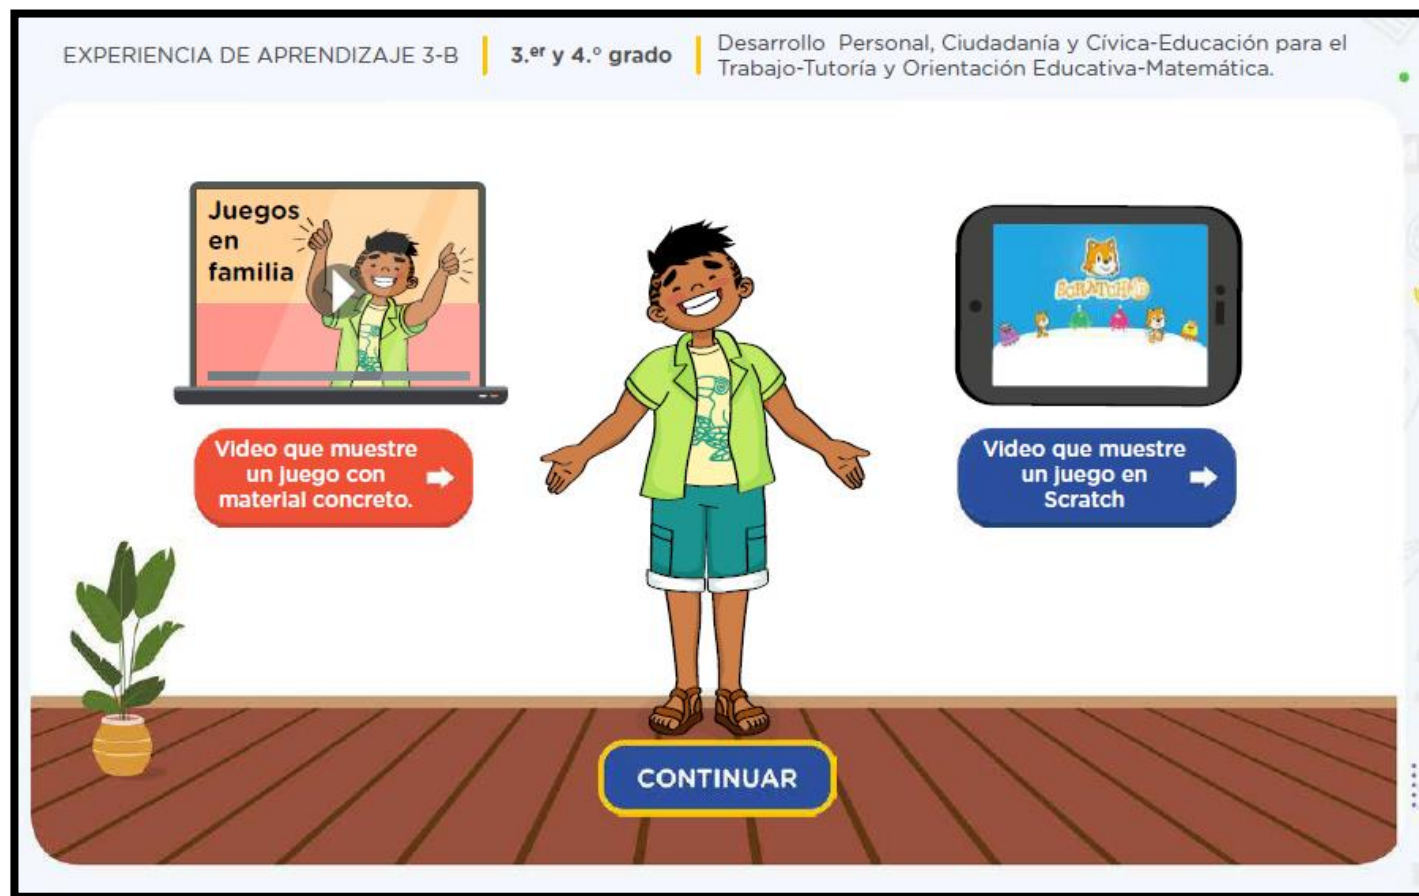 EXPERIENCIA DE APRENDIZAJE 3-B
3.er y 4.° grado
Desarrollo Personal, Ciudadanía y Cívica-Educación para el
Trabajo-Tutoría y Orientación Educativa-Matemática.
Juegos
en
familia
Video que muestre
un juego con
material concreto.
SCRATCH
Video que muestre
un juego en
Scratch
CONTINUAR